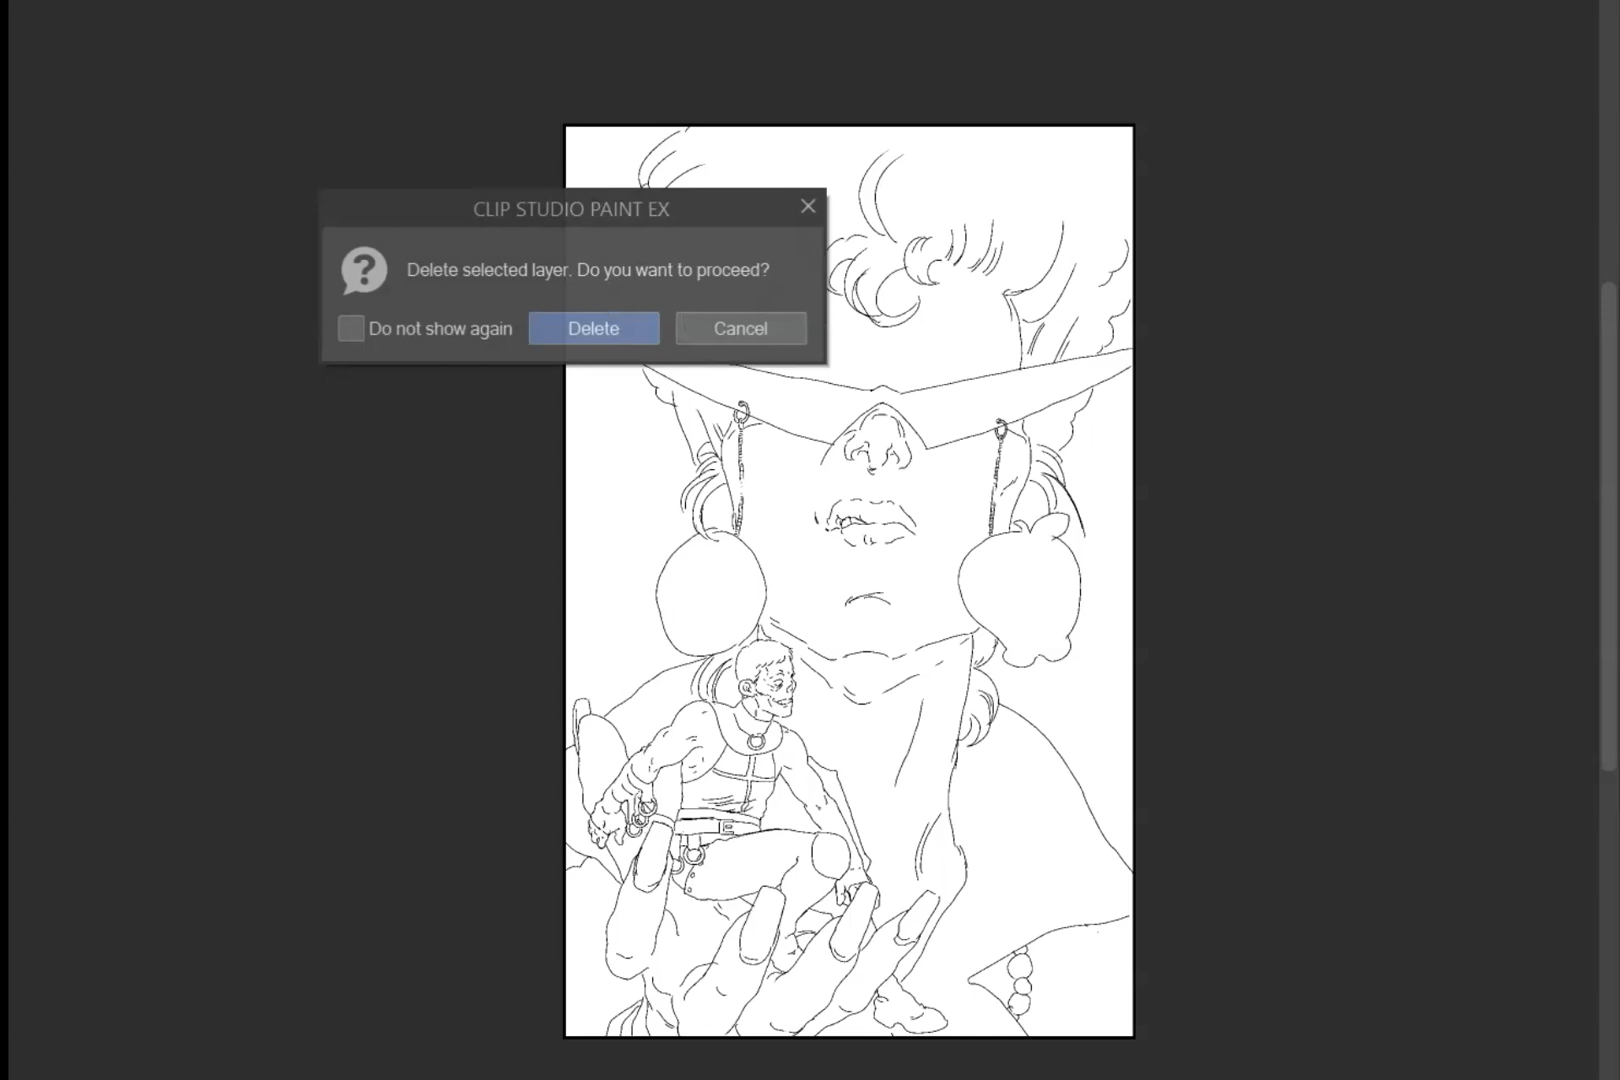 CLIP STUDIO PAINT EX
Delete selected layer. Do you want to proceed?
Do not show again
Delete
Cancel